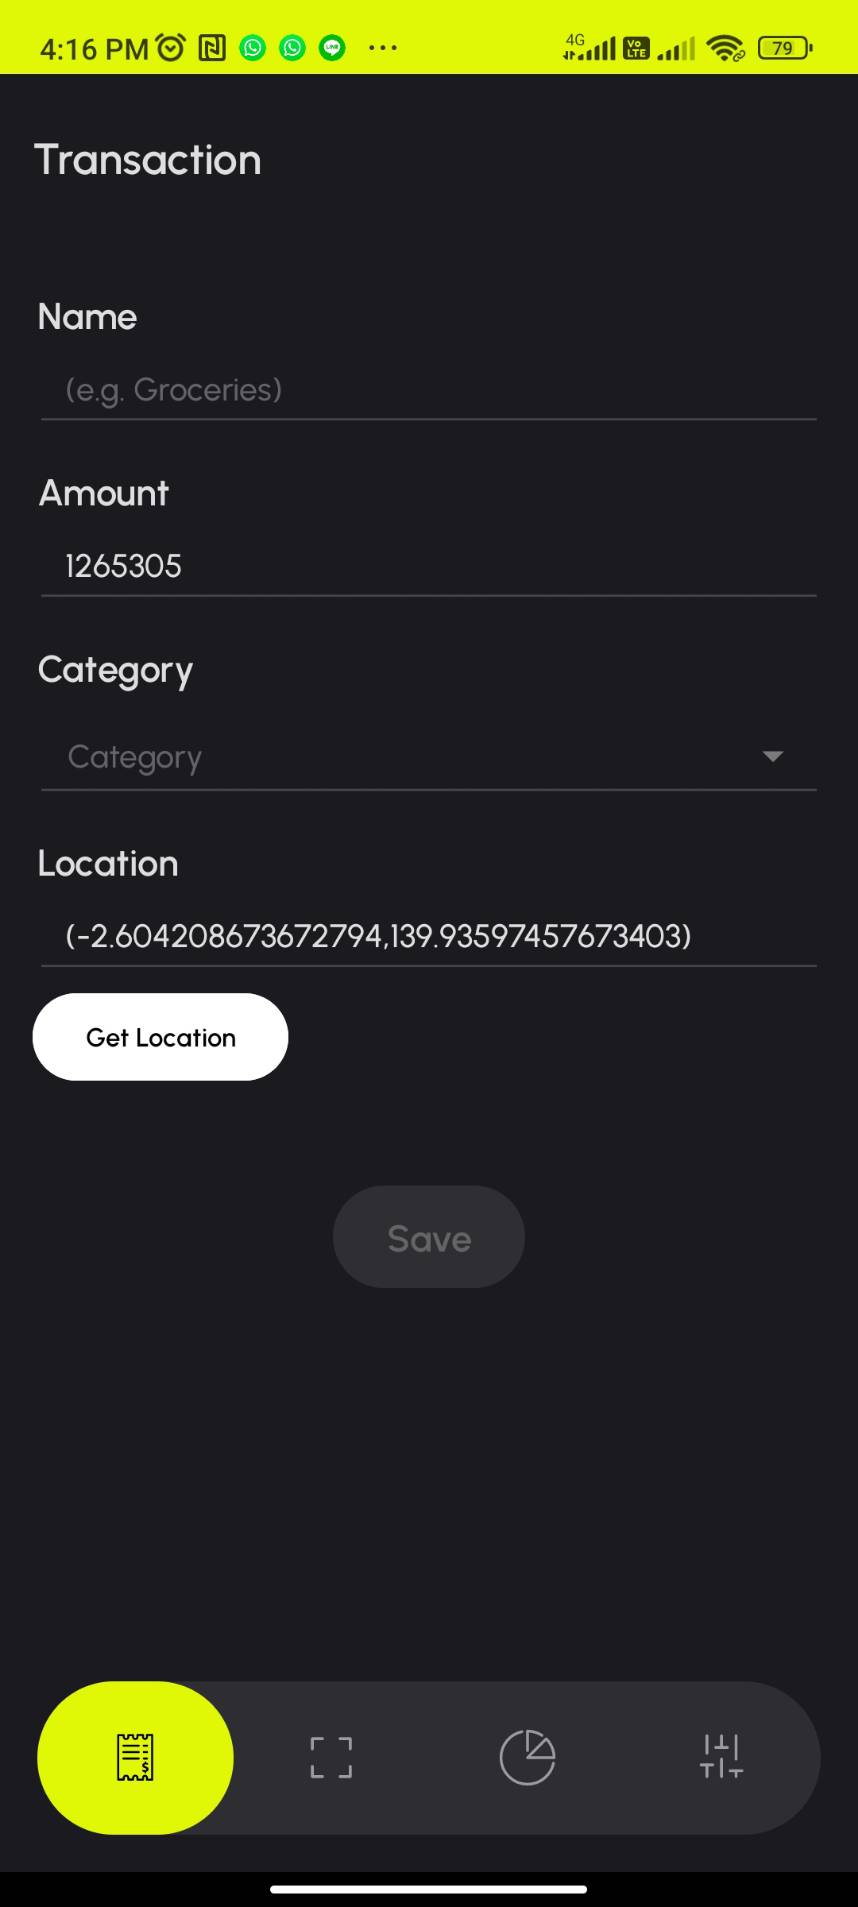 4:16 PM
4G
Vo LTE
79
Transaction
Name
(e.g. Groceries)
Amount
1265305
Category
Category
Location
(-2.604208673672794,139.93597457673403)
Get Location
Save